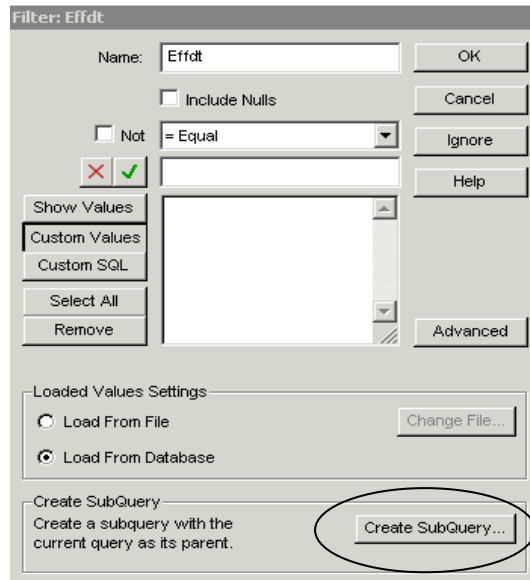 Filter: Effdt
Name: Effdt OK
Include Nulls Cancel
Not = Equal Ignore
Help
Show Values
Custom Values
Custom SQL
Select All
Remove Advanced
Loaded Values Settings
Load From File Change File...
Load From Database
Create SubQuery
Create a subquery with the
current query as its parent. Create SubQuery...